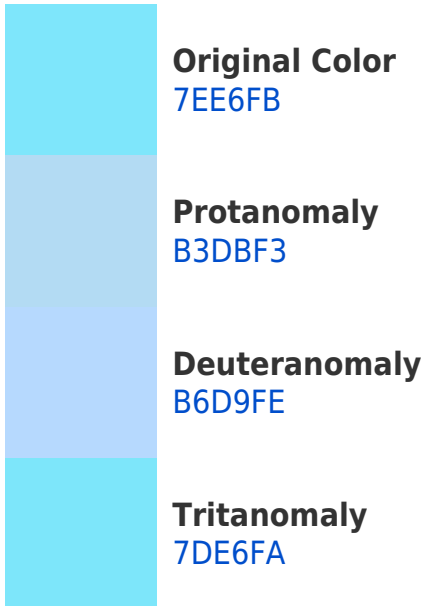 Original Color
7EE6FB
Protanomaly
B3DBF3
Deuteranomaly
B6D9FE
Tritanomaly
7DE6FA